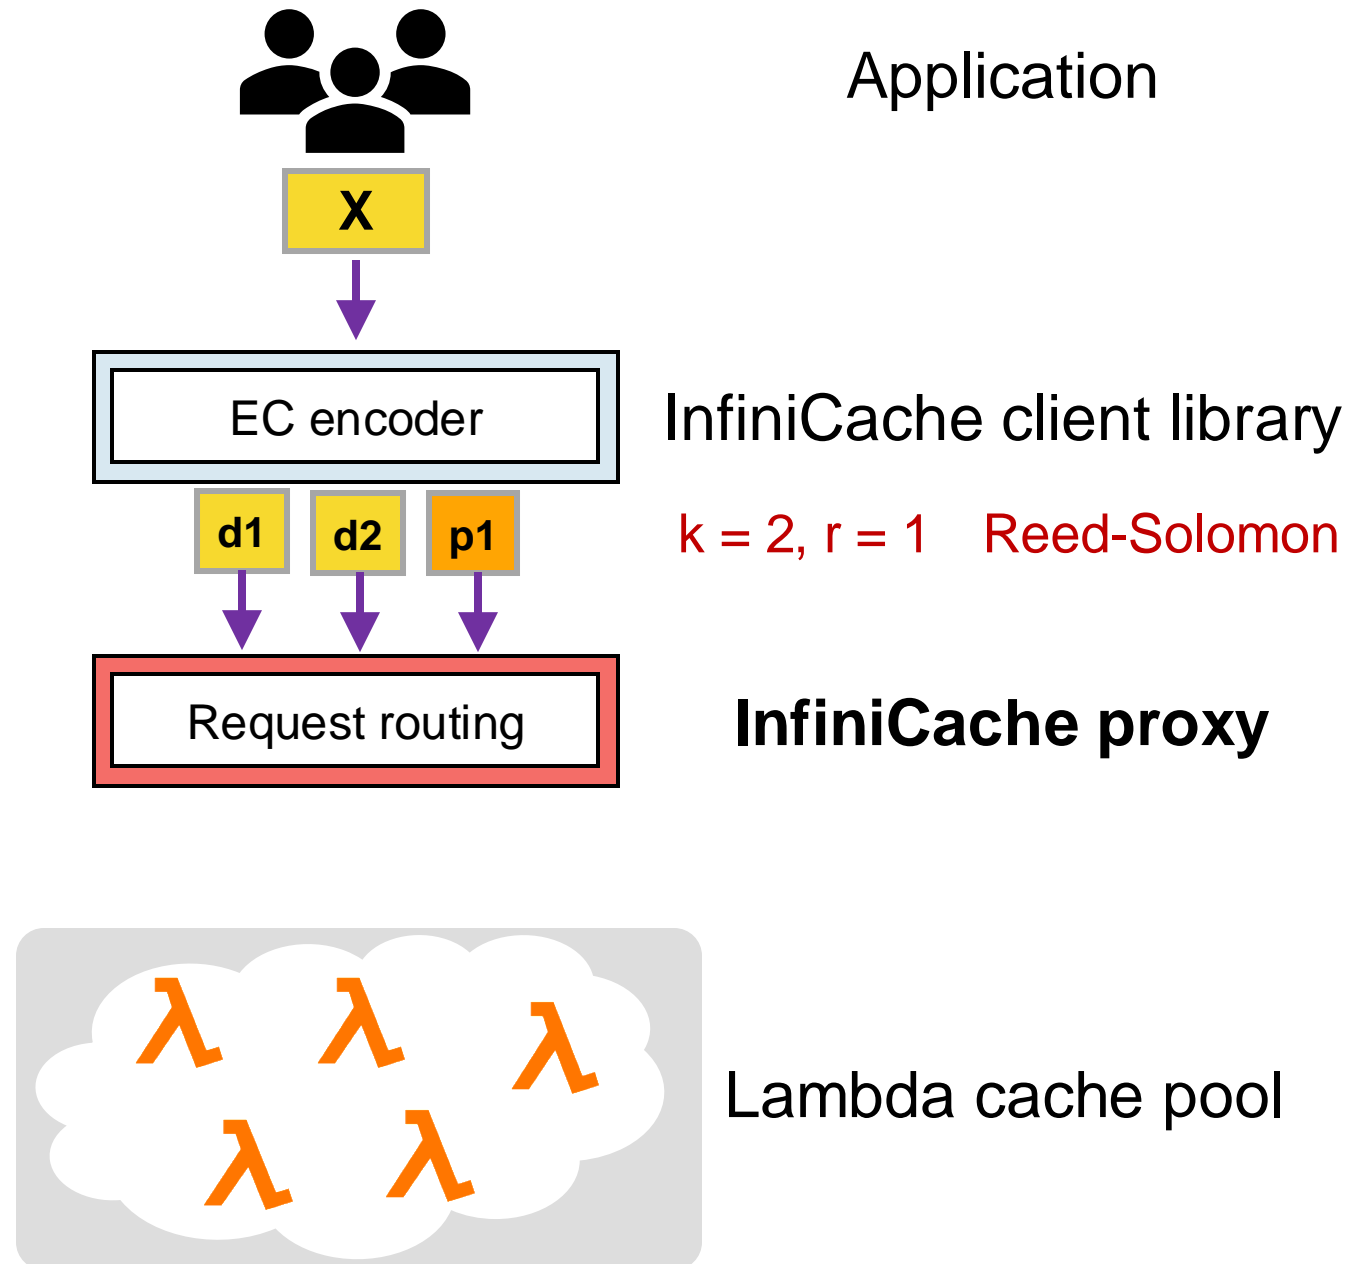 Application
X
EC encoder
InfiniCache client library
d1 d2 p1
k = 2, r = 1 Reed-Solomon
Request routing
InfiniCache proxy
λ λ λ
λ λ
Lambda cache pool